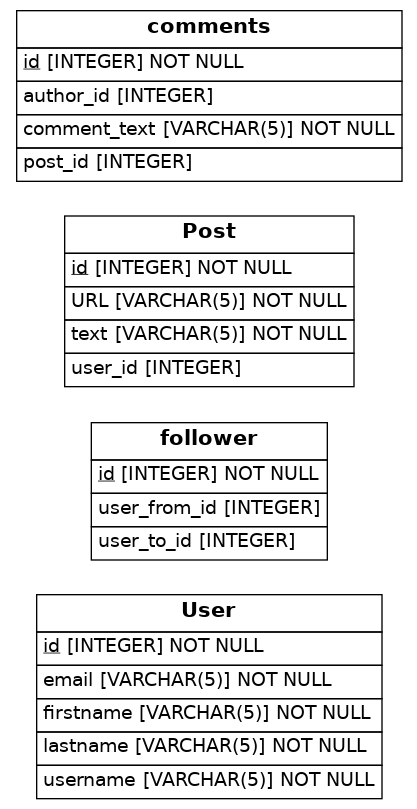 comments
id [INTEGER] NOT NULL
author_id [INTEGER]
comment_text [VARCHAR(5)] NOT NULL
post_id [INTEGER]
Post
id [INTEGER] NOT NULL
URL [VARCHAR(5)] NOT NULL
text [VARCHAR(5)] NOT NULL
user_id [INTEGER]
follower
id [INTEGER] NOT NULL
user_from_id [INTEGER]
user_to_id [INTEGER]
User
id [INTEGER] NOT NULL
email [VARCHAR(5)] NOT NULL
firstname [VARCHAR(5)] NOT NULL
lastname [VARCHAR(5)] NOT NULL
username [VARCHAR(5)] NOT NULL